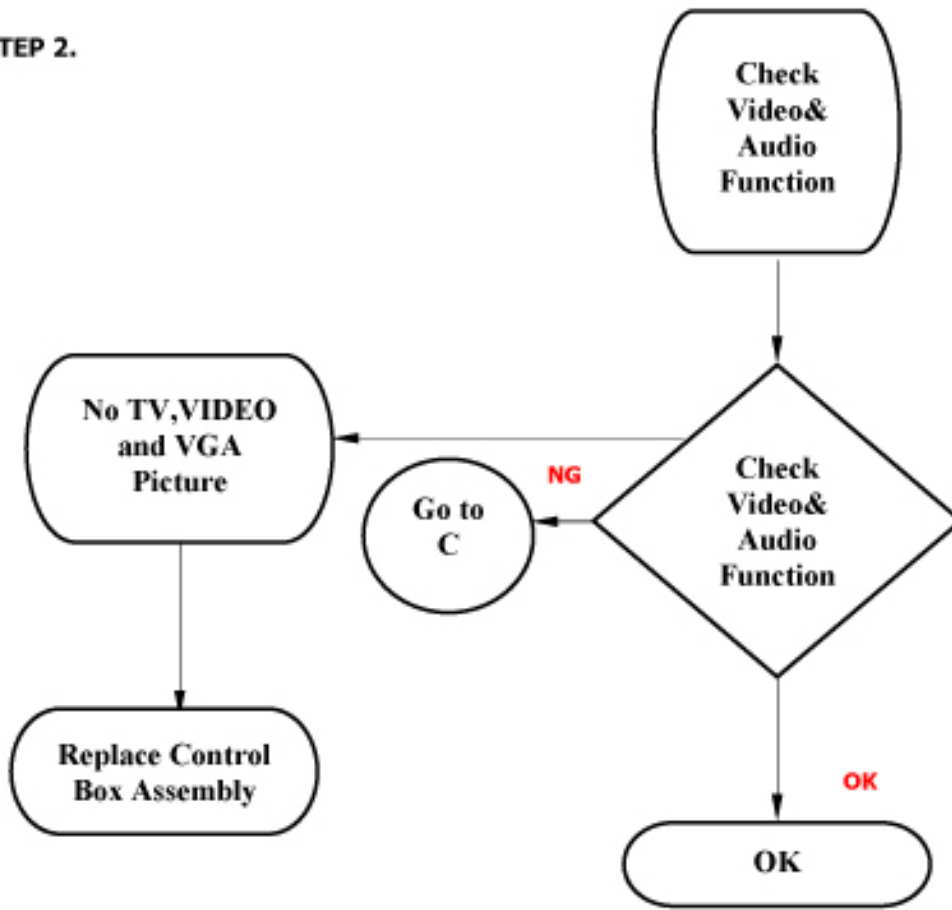 TEP 2.
Check
Video&
Audio
Function
No TV,VIDEO
and VGA
Picture
NG
Go to
C
Check
Video&
Audio
Function
Replace Control
Box Assembly
OK
OK